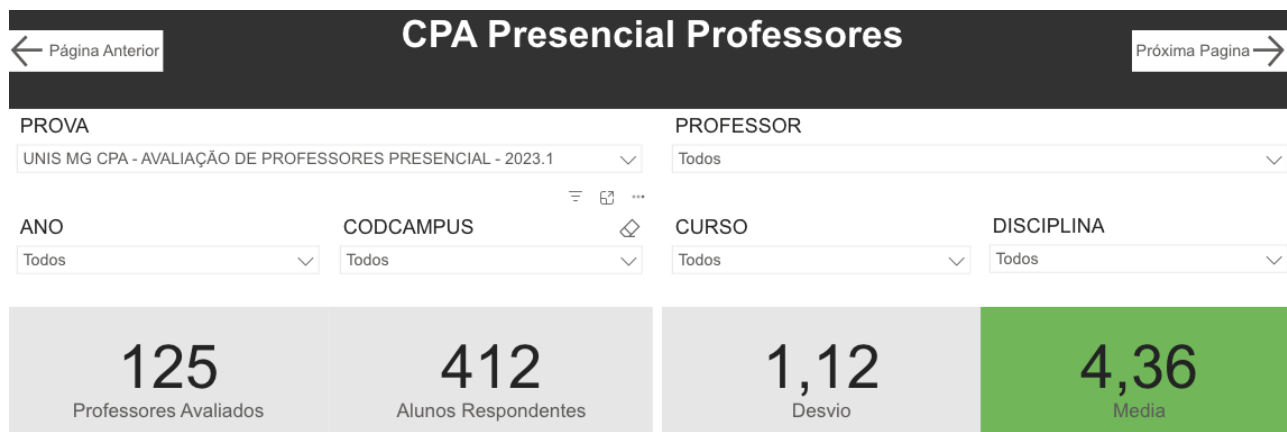 CPA Presencial Professores
Página Anterior
Próxima Pagina
PROVA
UNIS MG CPA - AVALIAÇÃO DE PROFESSORES PRESENCIAL - 2023.1
PROFESSOR
Todos
ANO
Todos
CODCAMPUS
Todos
CURSO
Todos
DISCIPLINA
Todos
125
Professores Avaliados
412
Alunos Respondentes
1,12
Desvio
4,36
Media